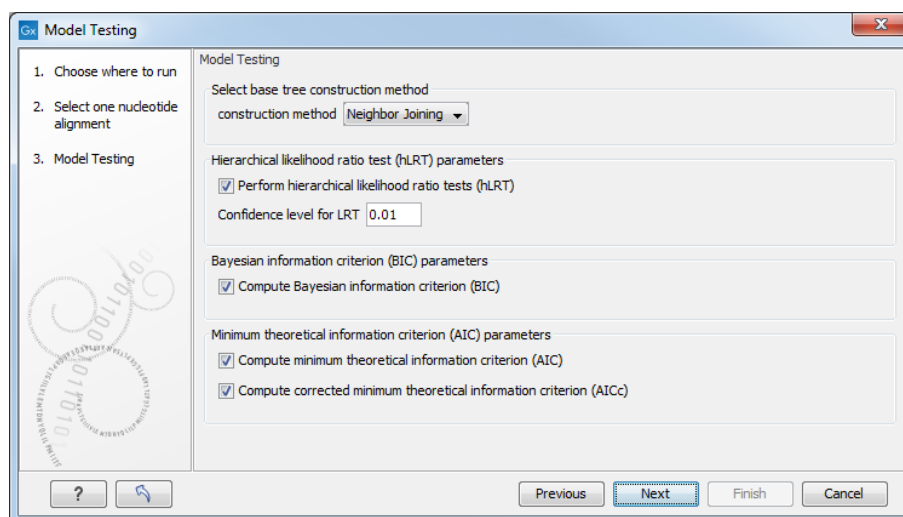 Gx Model Testing
1. Choose where to run
2. Select one nucleotide
alignment
3. Model Testing
Model Testing
Select base tree construction method
construction method Neighbor Joining
Hierarchical likelihood ratio test (hLRT) parameters
Perform hierarchical likelihood ratio tests (hLRT)
Confidence level for LRT 0.01
Bayesian information criterion (BIC) parameters
Compute Bayesian information criterion (BIC)
Minimum theoretical information criterion (AIC) parameters
Compute minimum theoretical information criterion (AIC)
Compute corrected minimum theoretical information criterion (AICc)
? Previous Next Finish Cancel